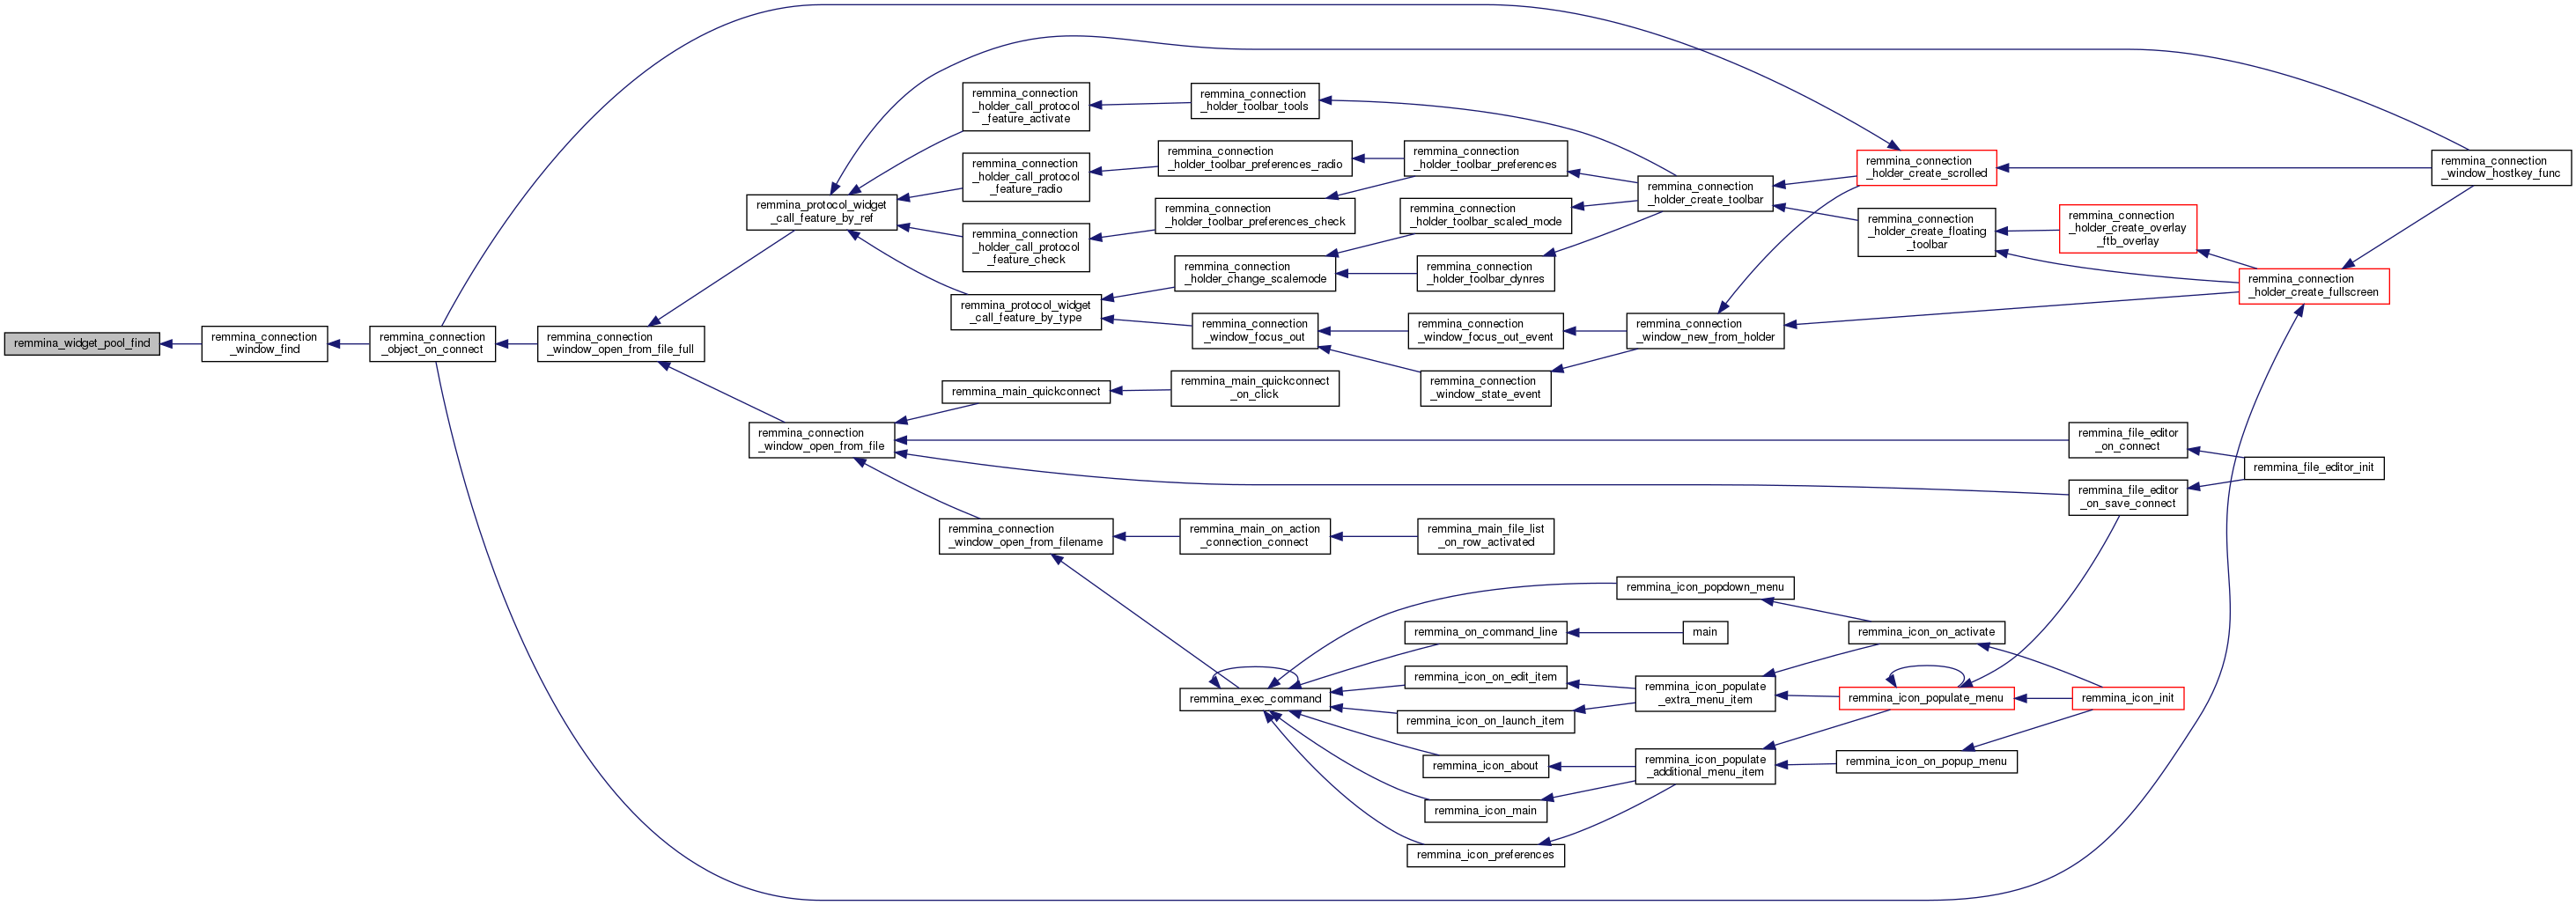 remmina_widget_pool_find
remmina_connection
_window_find
remmina_connection
_object_on_connect
remmina_connection
_window_open_from_file_full
remmina_protocol_widget
_call_feature_by_ref
remmina_connection
_holder_call_protocol
_feature_activate
remmina_connection
_holder_toolbar_tools
remmina_connection
_holder_call_protocol
_feature_radio
remmina_connection
_holder_toolbar_preferences_radio
remmina_connection
_holder_toolbar_preferences
remmina_connection
_holder_create_toolbar
remmina_connection
_holder_create_scrolled
remmina_connection
_window_hostkey_func
remmina_connection
_holder_call_protocol
_feature_check
remmina_connection
_holder_toolbar_preferences_check
remmina_connection
_holder_toolbar_scaled_mode
remmina_connection
_holder_create_floating
_toolbar
remmina_connection
_holder_create_overlay
_ftb_overlay
remmina_connection
_holder_create_fullscreen
remmina_protocol_widget
_call_feature_by_type
remmina_connection
_holder_change_scalemode
remmina_connection
_holder_toolbar_dynres
remmina_connection
_window_focus_out
remmina_connection
_window_focus_out_event
remmina_connection
_window_new_from_holder
remmina_connection
_window_state_event
remmina_connection
_window_open_from_file
remmina_main_quickconnect
remmina_main_quickconnect
_on_click
remmina_file_editor
_on_connect
remmina_file_editor_init
remmina_file_editor
_on_save_connect
remmina_connection
_window_open_from_filename
remmina_main_on_action
_connection_connect
remmina_main_file_list
_on_row_activated
remmina_exec_command
remmina_icon_popdown_menu
remmina_on_command_line
main
remmina_icon_on_activate
remmina_icon_on_edit_item
remmina_icon_populate
_extra_menu_item
remmina_icon_populate_menu
remmina_icon_init
remmina_icon_on_launch_item
remmina_icon_about
remmina_icon_populate
_additional_menu_item
remmina_icon_on_popup_menu
remmina_icon_main
remmina_icon_preferences